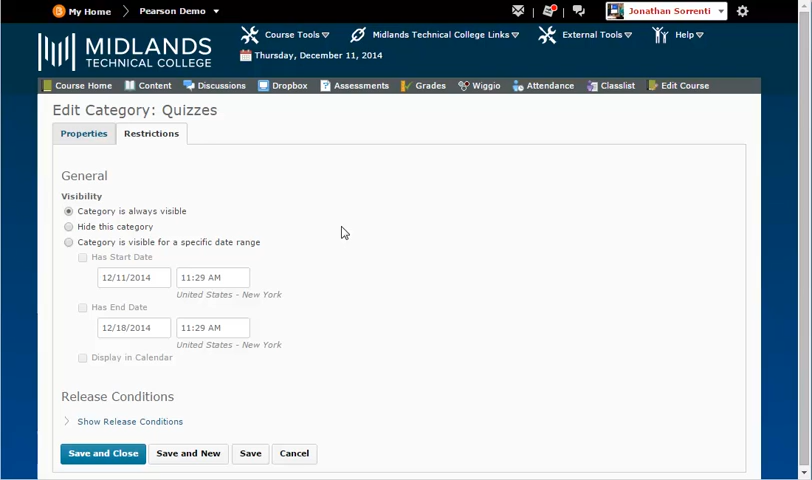 My Home Pearson Demo Jonathan Sorrenti
MIDLANDS
TECHNICAL COLLEGE
Course Tools Midlands Technical College Links External Tools Help
Thursday, December 11, 2014
Course Home Content Discussions Dropbox Assessments Grades Wiggio Attendance Classlist Edit Course
Edit Category: Quizzes
Properties Restrictions
General
Visibility
Category is always visible
Hide this category
Category is visible for a specific date range
Has Start Date
12/11/2014 11:29 AM
United States - New York
Has End Date
12/18/2014 11:29 AM
United States - New York
Display in Calendar
Release Conditions
Show Release Conditions
Save and Close Save and New Save Cancel